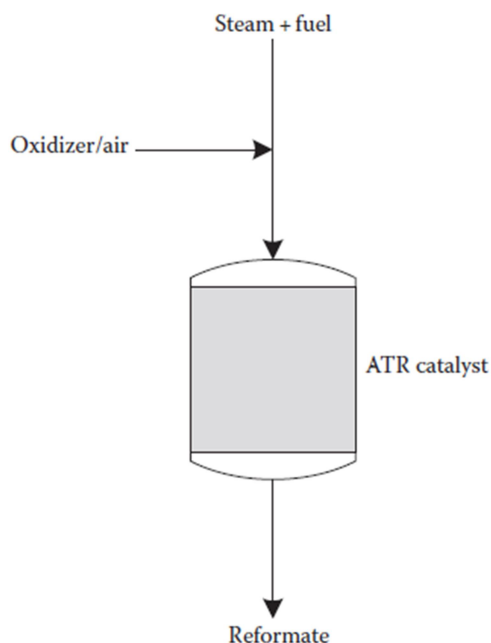 Steam + fuel
Oxidizer/air
ATR catalyst
Reformate